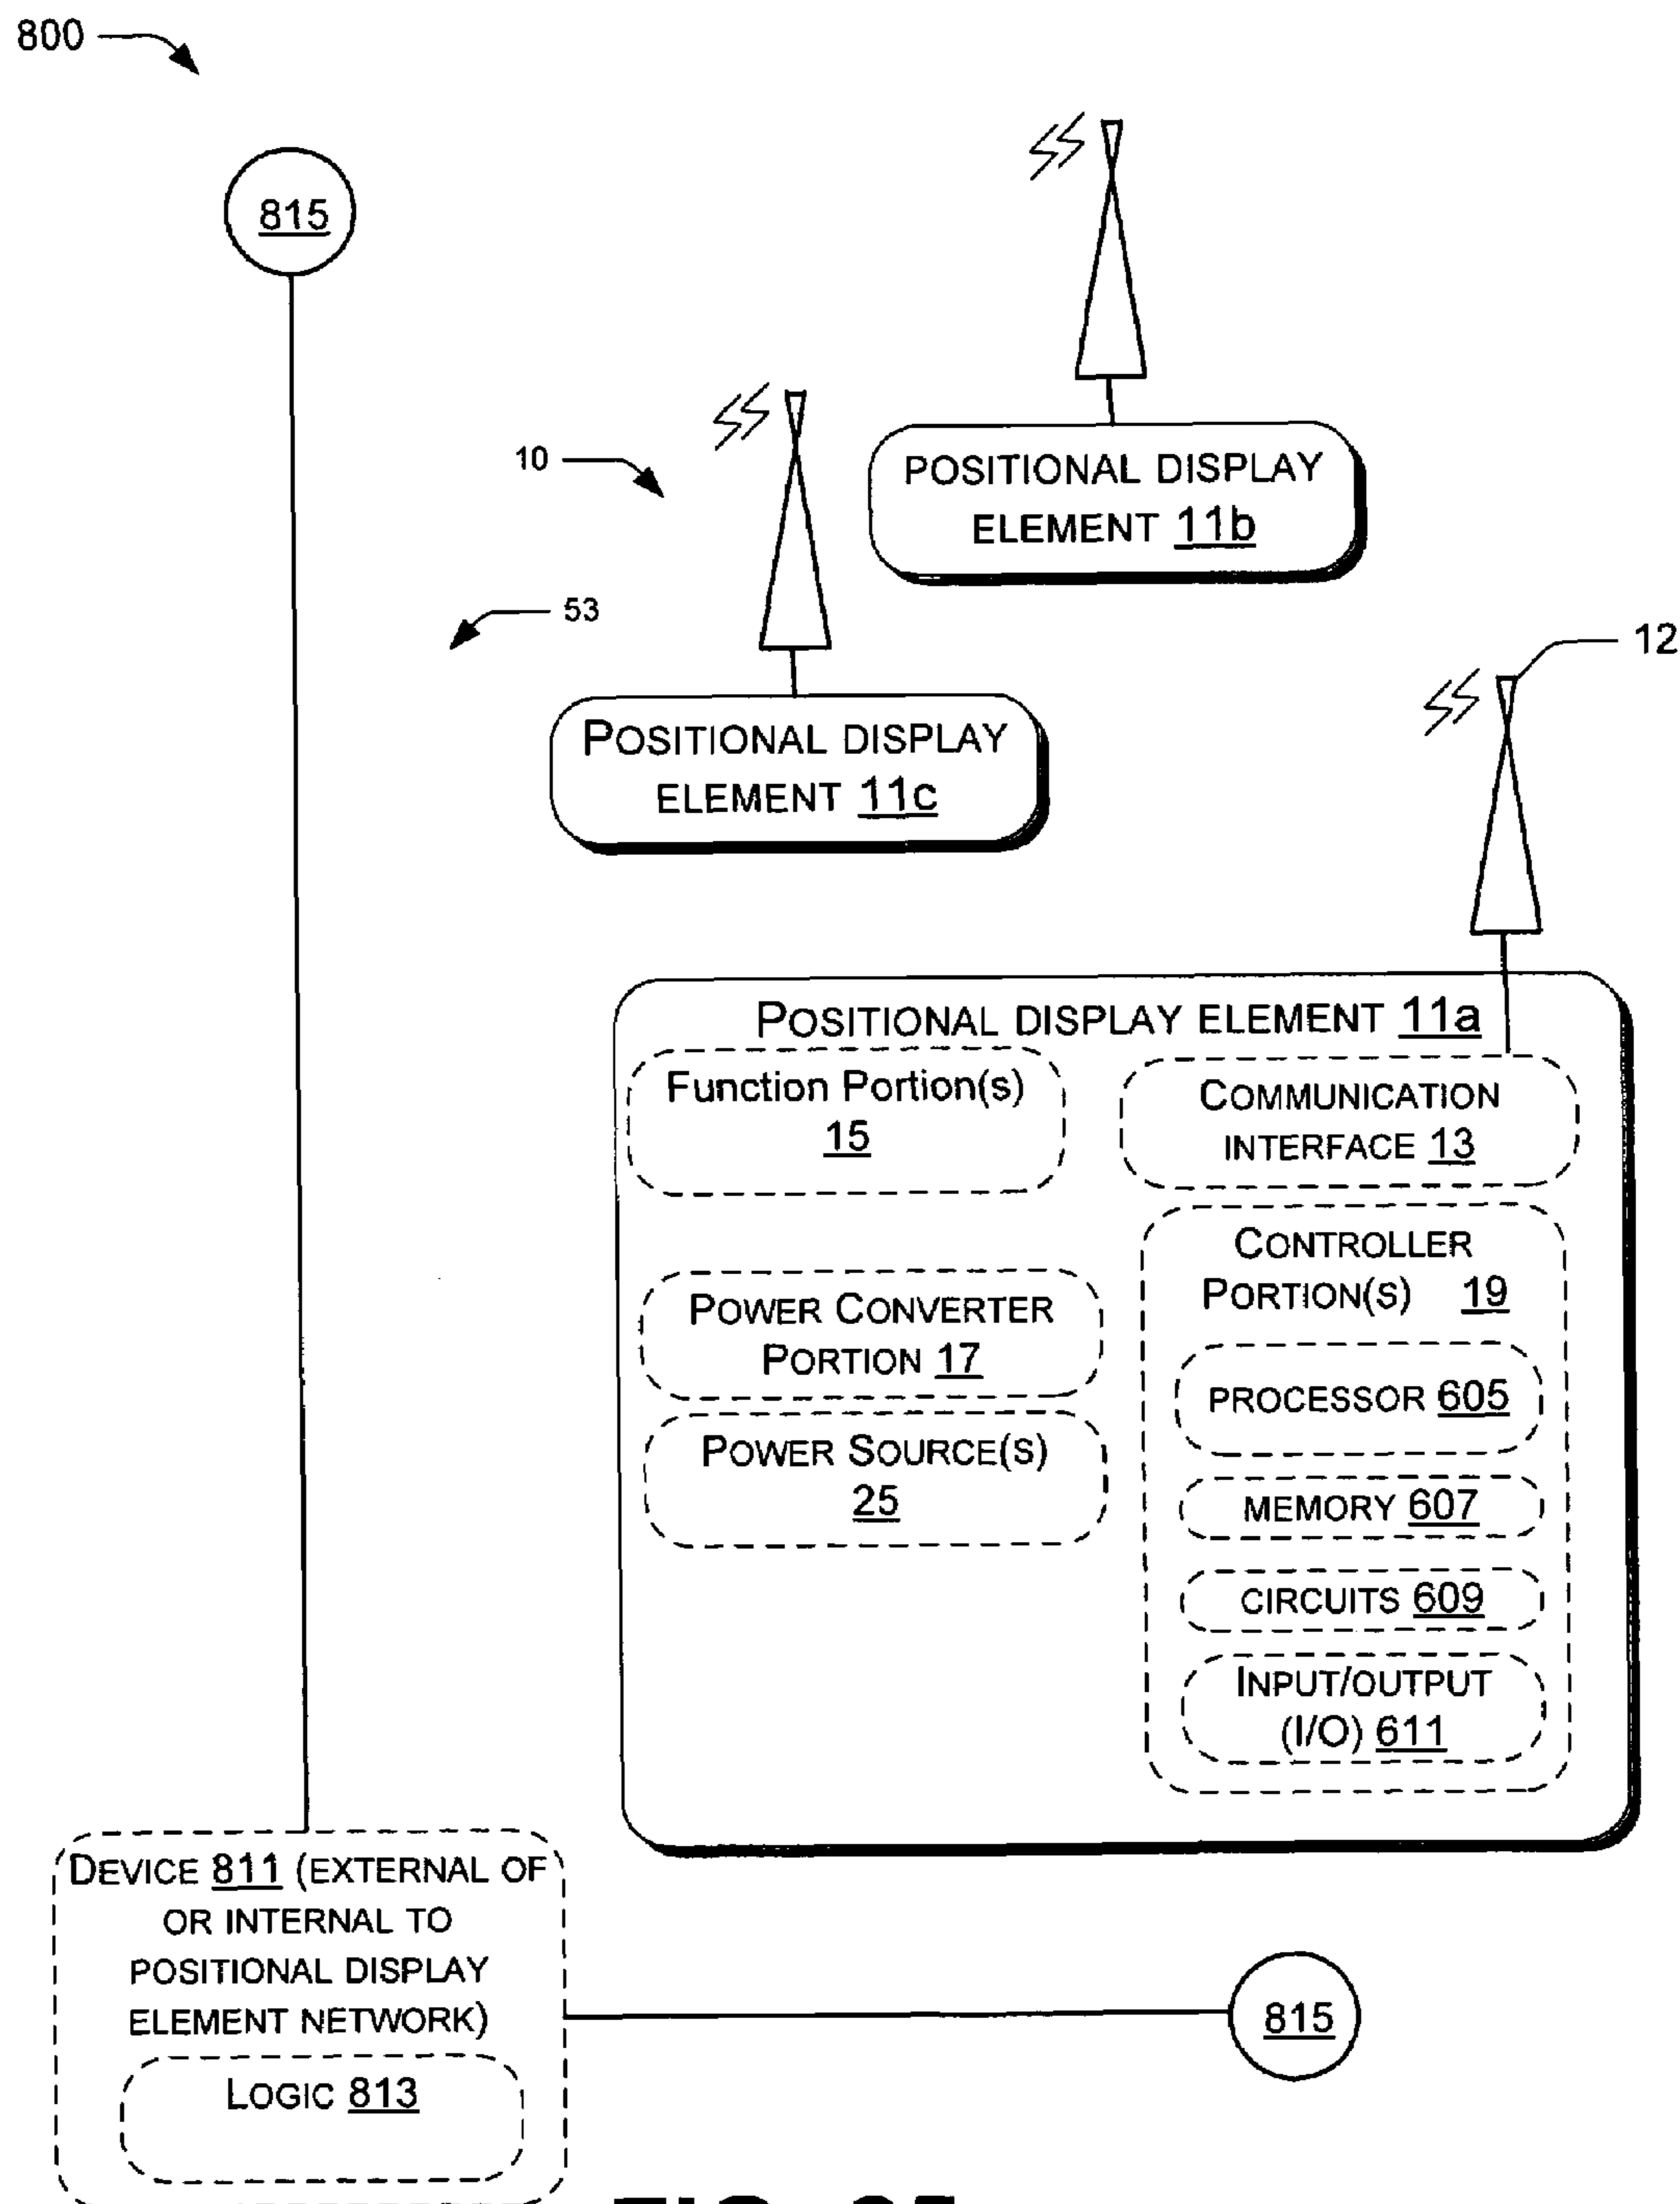 800
815
10
POSITIONAL DISPLAY
ELEMENT 11b
53
12
POSITIONAL DISPLAY
ELEMENT 11c
POSITIONAL DISPLAY ELEMENT 11a
Function Portion(s)
15
COMMUNICATION
INTERFACE 13
CONTROLLER
PORTION(S) 19
POWER CONVERTER
PORTION 17
PROCESSOR 605
POWER SOURCE(S)
25
MEMORY 607
CIRCUITS 609
INPUT/OUTPUT
(I/O) 611
DEVICE 811 (EXTERNAL OF
OR INTERNAL TO
POSITIONAL DISPLAY
ELEMENT NETWORK)
815
LOGIC 813